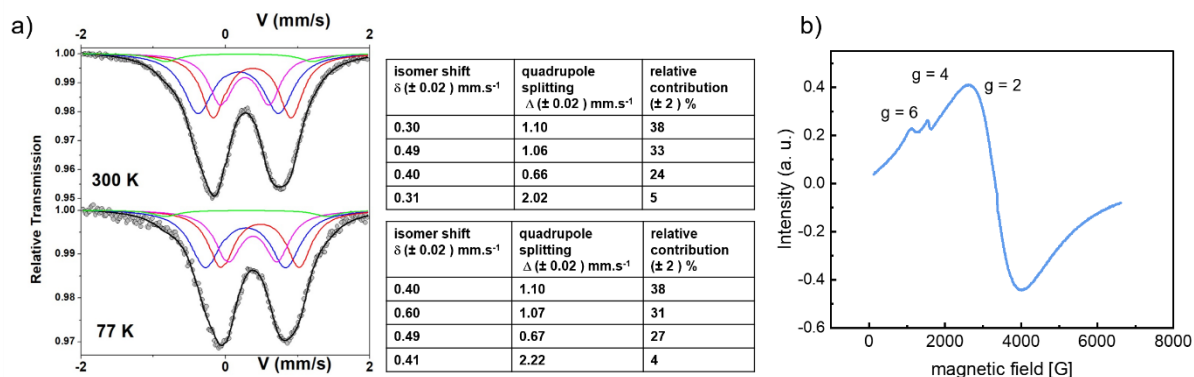 a)
V (mm/s)
-2 0 2
1.00
0.99
0.98
0.97
0.96
0.95
300 K
1.00
0.99
0.98
0.97
77 K
Relative Transmission
-2 0 2
V (mm/s)
isomer shift δ (± 0.02 ) mm.s-1 | quadrupole splitting Δ (± 0.02 ) mm.s-1 | relative contribution (± 2 ) %
0.30 1.10 38
0.49 1.06 33
0.40 0.66 24
0.31 2.02 5
isomer shift δ (± 0.02 ) mm.s-1 | quadrupole splitting Δ (± 0.02 ) mm.s-1 | relative contribution (± 2 ) %
0.40 1.10 38
0.60 1.07 31
0.49 0.67 27
0.41 2.22 4
b)
Intensity (a. u.)
0.4
0.2
0.0
-0.2
-0.4
-0.6
g = 6
g = 4
g = 2
0 2000 4000 6000 8000
magnetic field [G]